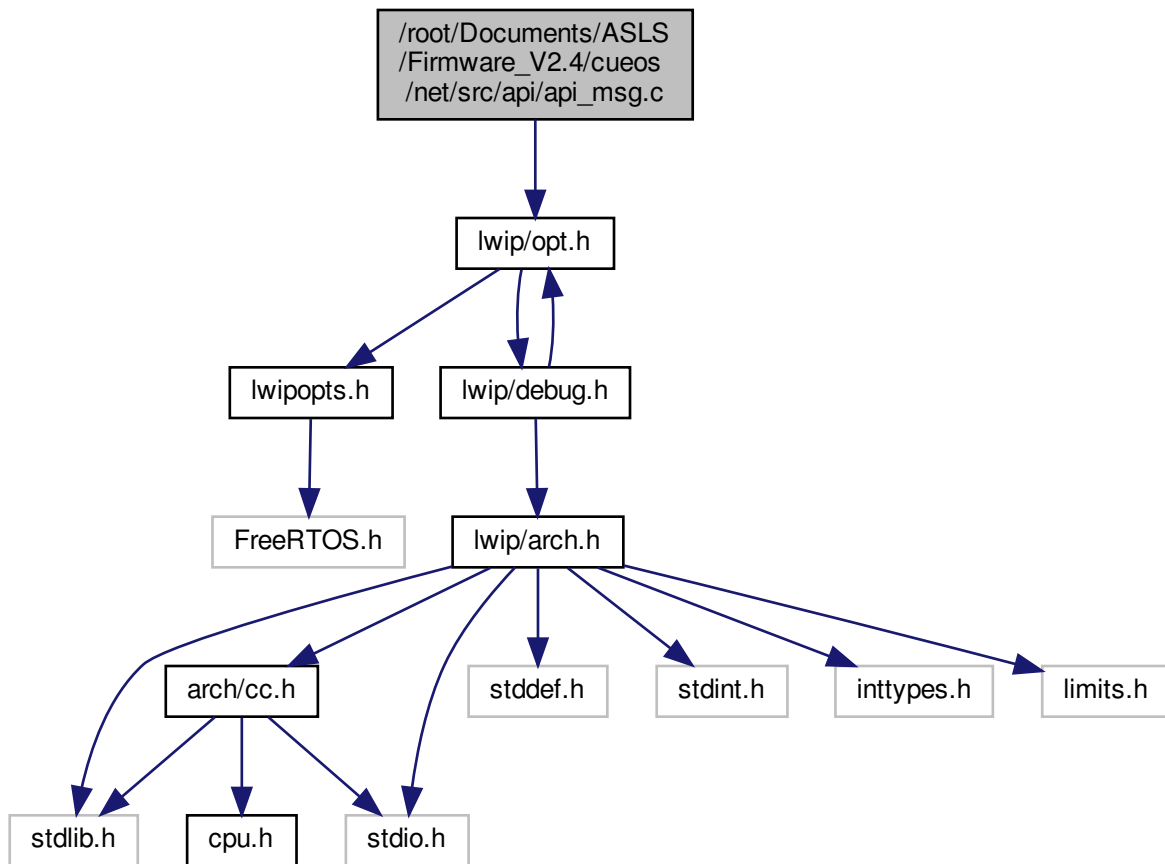 /root/Documents/ASLS
/Firmware_V2.4/cueos
/net/src/api/api_msg.c
lwip/opt.h
lwipopts.h
lwip/debug.h
FreeRTOS.h
lwip/arch.h
arch/cc.h
stddef.h
stdint.h
inttypes.h
limits.h
stdlib.h
cpu.h
stdio.h